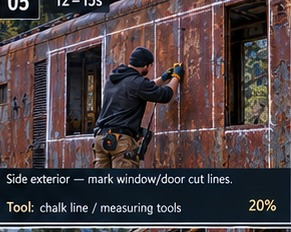 05 12–15s
Side exterior — mark window/door cut lines.
Tool: chalk line / measuring tools 20%